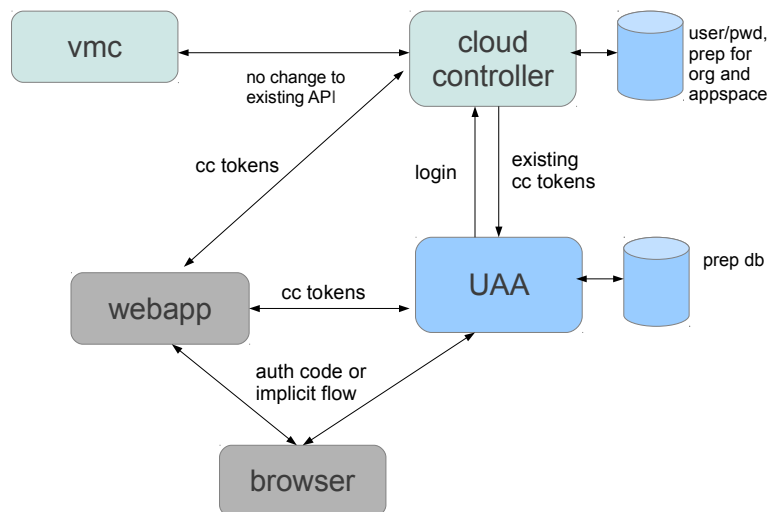 vmc
cloud
controller
user/pwd,
prep for
org and
appspace
no change to
existing API
cc tokens
login
existing
cc tokens
UAA
prep db
webapp
cc tokens
auth code or
implicit flow
browser